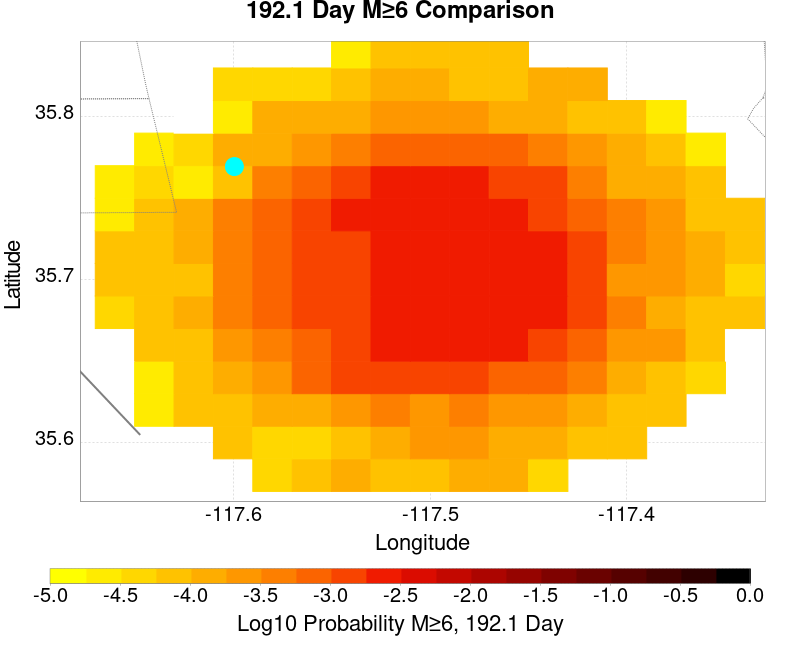 192.1 Day M≥6 Comparison
35.8
35.7
35.6
Latitude
-117.6 -117.5 -117.4
Longitude
-5.0 -4.5 -4.0 -3.5 -3.0 -2.5 -2.0 -1.5 -1.0 -0.5 0.0
Log10 Probability M≥6, 192.1 Day